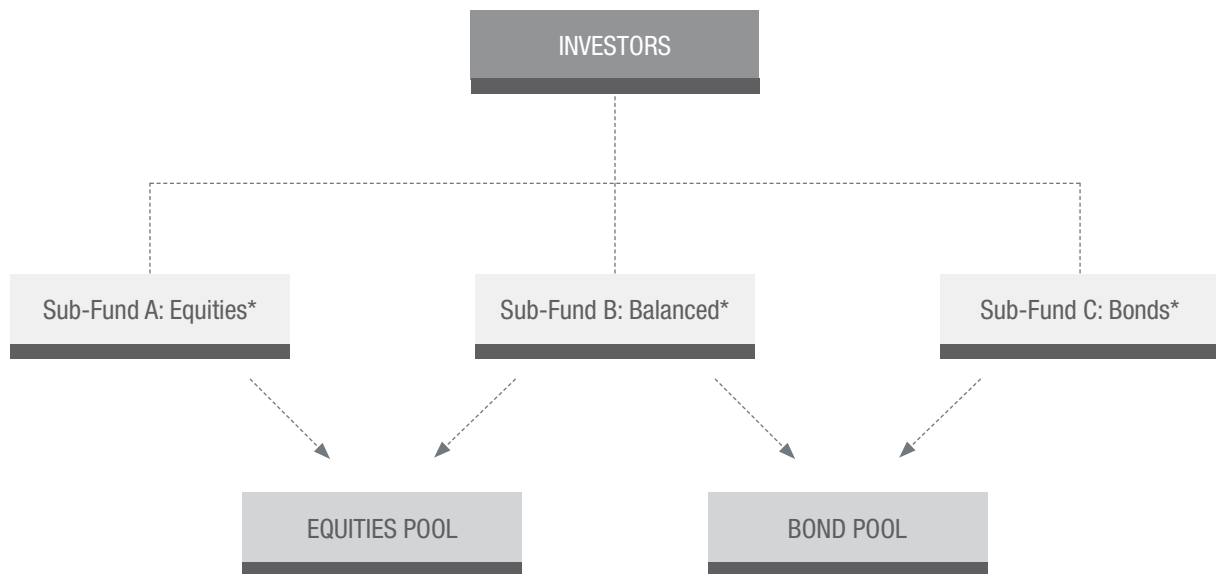 INVESTORS
Sub-Fund A: Equities*
Sub-Fund B: Balanced*
Sub-Fund C: Bonds*
EQUITIES POOL
BOND POOL